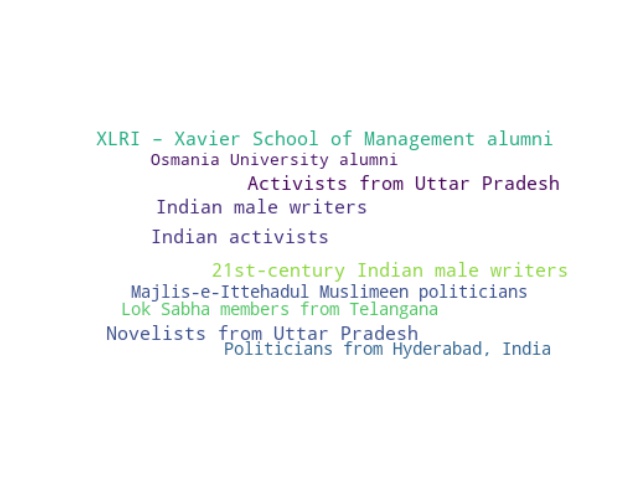 XLRI – Xavier School of Management alumni
Osmania University alumni
Activists from Uttar Pradesh
Indian male writers
Indian activists
21st-century Indian male writers
Majlis-e-Ittehadul Muslimeen politicians
Lok Sabha members from Telangana
Novelists from Uttar Pradesh
Politicians from Hyderabad, India